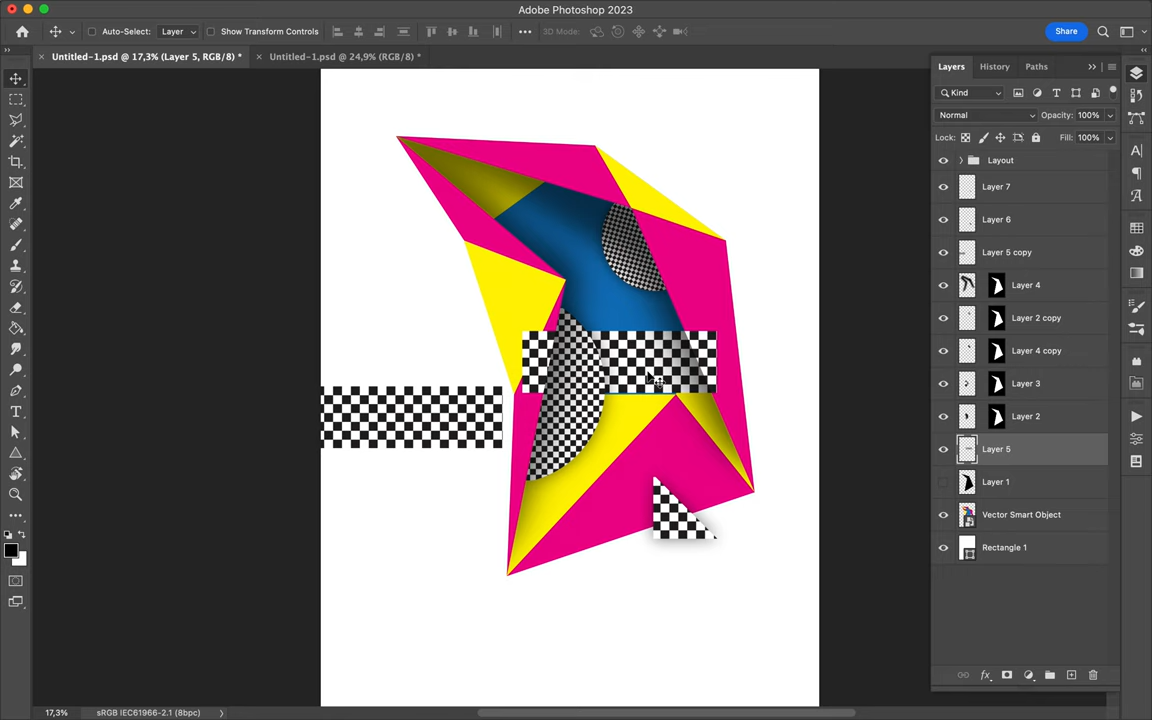 Adobe Photoshop 2023
Auto-Select: Layer Show Transform Controls 3D Mode: Share
Untitled-1.psd @ 17,3% (Layer 5, RGB/8) * Untitled-1.psd @ 24,9% (RGB/8) *
Layers History Paths
Kind
Normal Opacity: 100%
Lock: Fill: 100%
Layout
Layer 7
Layer 6
Layer 5 copy
Layer 4
Layer 2 copy
Layer 4 copy
Layer 3
Layer 2
Layer 5
Layer 1
Vector Smart Object
Rectangle 1
17,3% sRGB IEC61966-2.1 (8bpc)